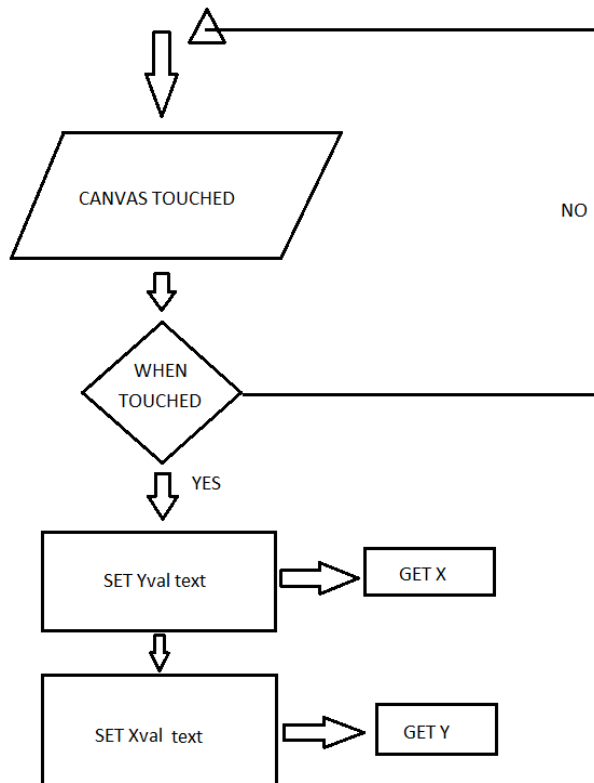 CANVAS TOUCHED
NO
WHEN
TOUCHED
YES
SET Yval text
GET X
SET Xval text
GET Y